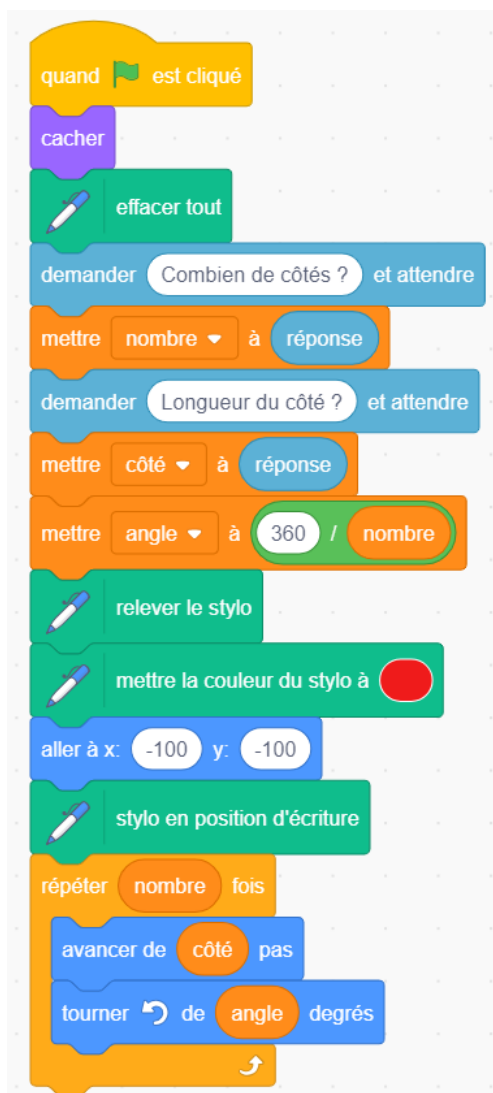 quand est cliqué
cacher
effacer tout
demander Combien de côtés ? et attendre
mettre nombre à réponse
demander Longueur du côté ? et attendre
mettre côté à réponse
mettre angle à 360 / nombre
relever le stylo
mettre la couleur du stylo à
aller à x: -100 y: -100
stylo en position d'écriture
répéter nombre fois
avancer de côté pas
tourner de angle degrés